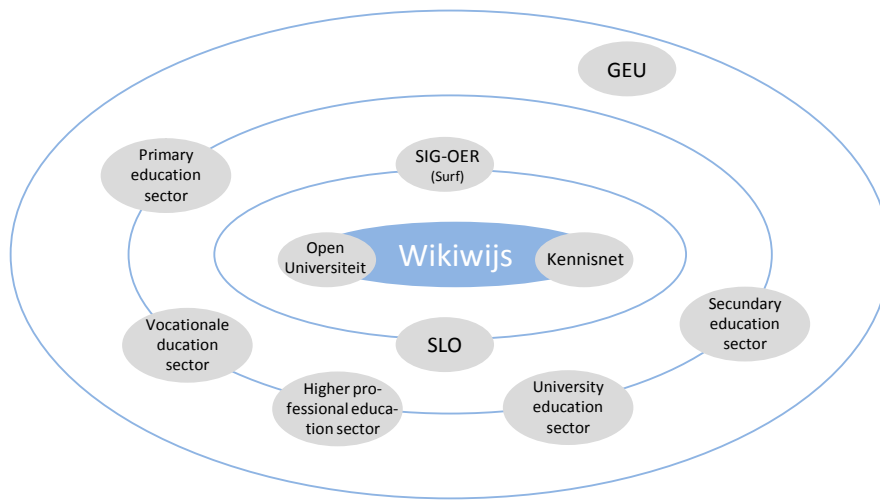 GEU
Primary
education
sector
SIG-OER
(Surf)
Open
Universiteit
Wikiwijs
Kennisnet
Vocationale
ducation
sector
SLO
Secundary
education
sector
Higher pro-
fessional educa-
tion sector
University
education
sector